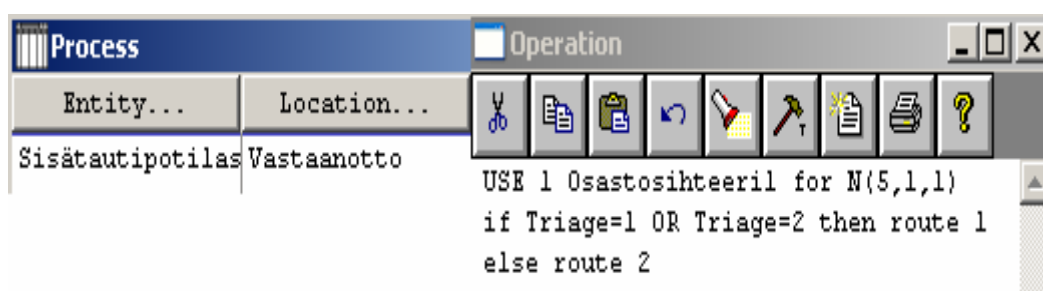 Process
Entity... Location...
Sisätautipotilas Vastaanotto
Operation
USE 1 Osastosihteeri1 for N(5,1,1)
if Triage=1 OR Triage=2 then route 1
else route 2